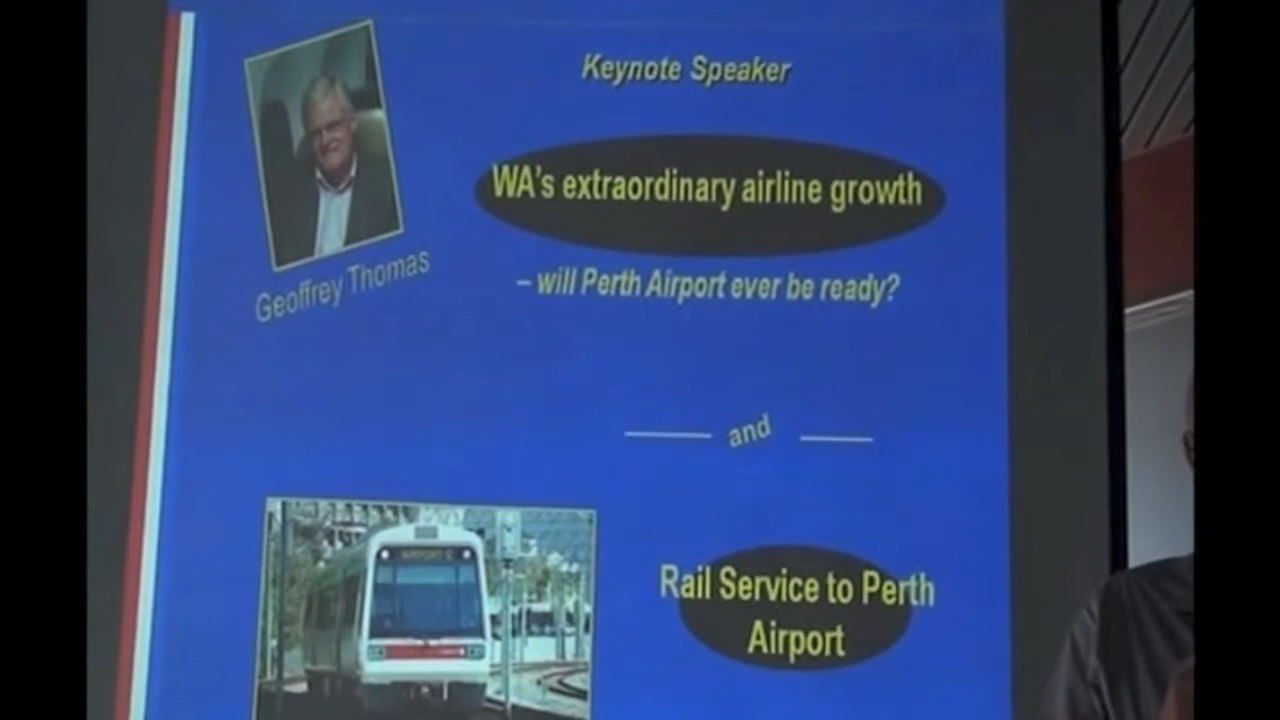 Keynote Speaker
WA's extraordinary airline growth
– will Perth Airport ever be ready?
Geoffrey Thomas
and
AIRPORT C
Rail Service to Perth
Airport